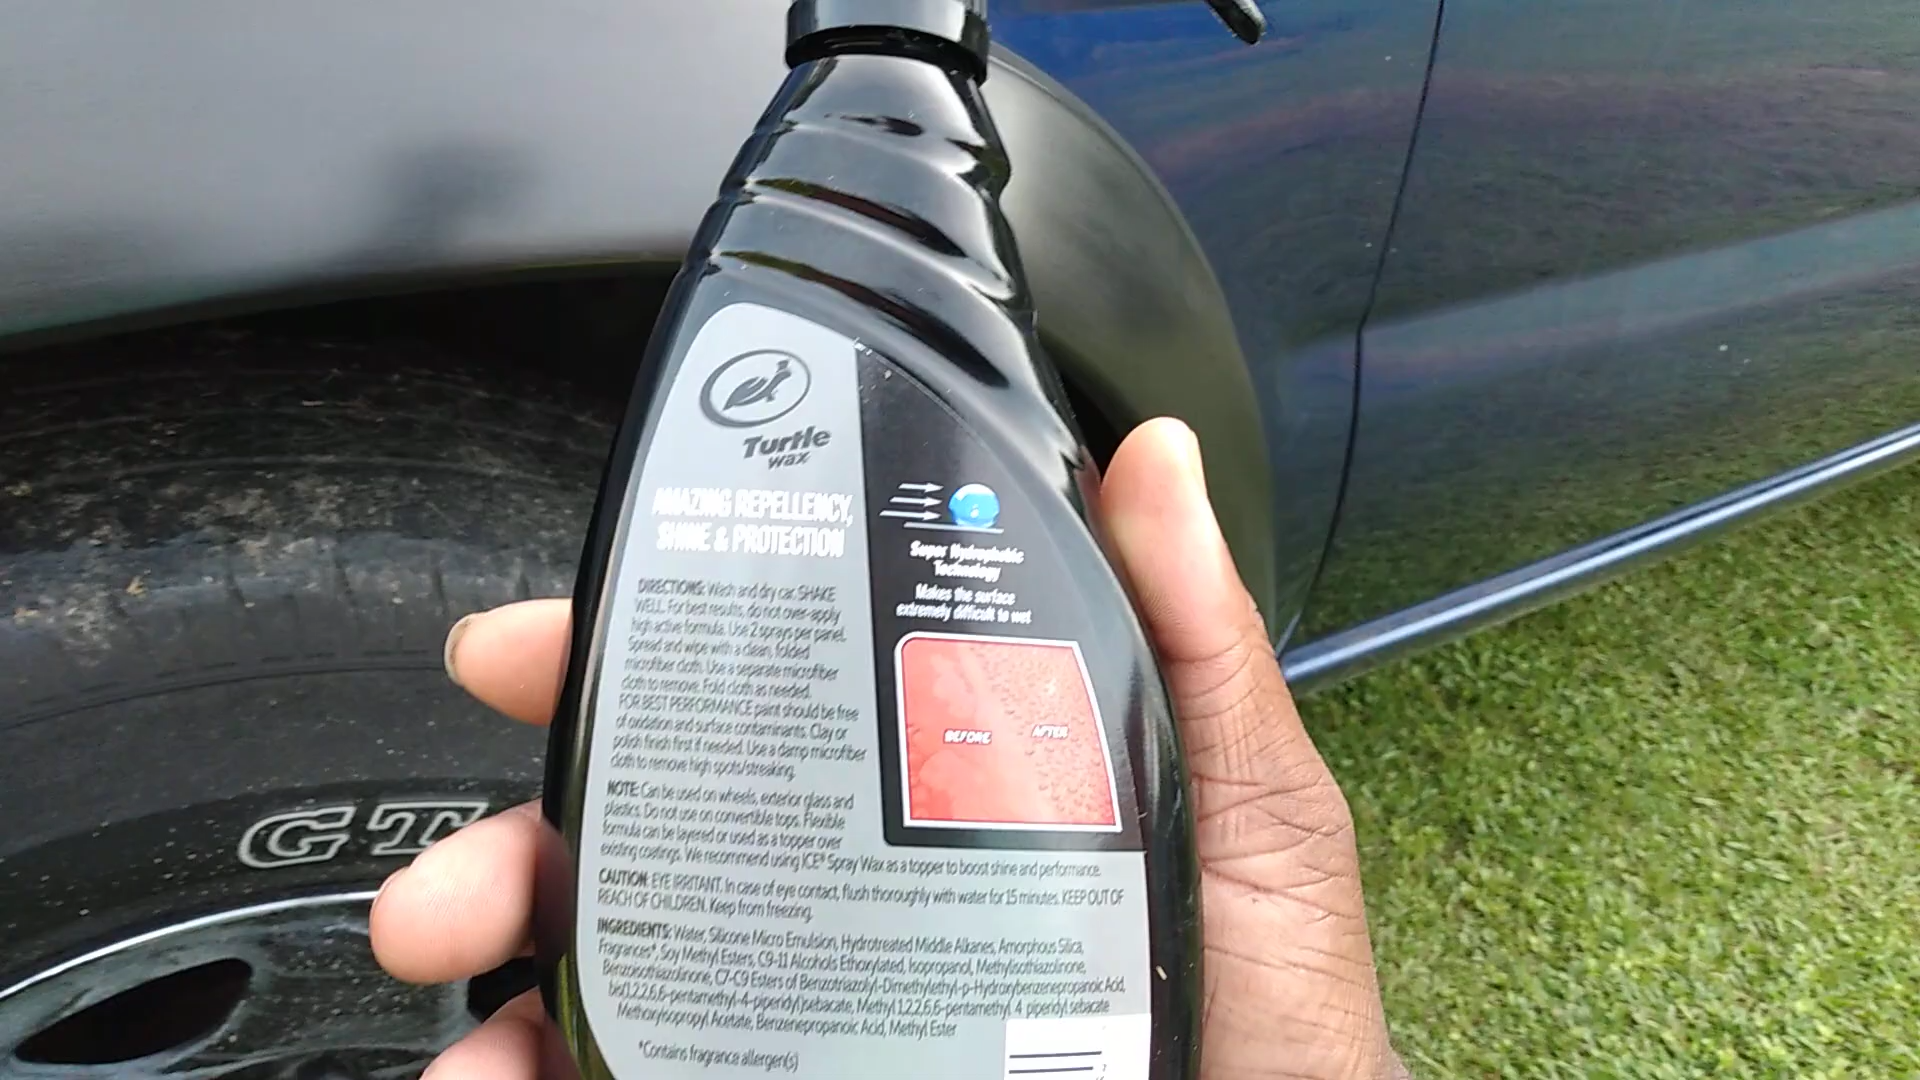 Turtle
wax
AMAZING REPELLENCY,
SHINE & PROTECTION
DIRECTIONS: Wash and dry car. SHAKE
WELL. For best results, do not over-apply
high active formula. Use 2 sprays per panel.
Spread and wipe with a clean, folded
microfiber cloth. Use a separate microfiber
cloth to remove. Fold cloth as needed.
FOR BEST PERFORMANCE paint should be free
of oxidation and surface contaminants. Clay or
polish finish first if needed. Use a damp microfiber
cloth to remove high spots/streaking.
NOTE: Can be used on wheels, exterior glass and
plastics. Do not use on convertible tops. Flexible
formula can be layered or used as a topper over
existing coatings. We recommend using ICE® Spray Wax as a topper to boost shine and performance.
CAUTION: EYE IRRITANT. In case of eye contact, flush thoroughly with water for 15 minutes. KEEP OUT OF
REACH OF CHILDREN. Keep from freezing.
INGREDIENTS: Water, Silicone Micro Emulsion, Hydrotreated Middle Alkanes, Amorphous Silica,
Fragrances*, Soy Methyl Esters, C9-11 Alcohols Ethoxylated, Isopropanol, Methylisothiazolinone,
Benzoisothiazolinone, C7-C9 Esters of Benzotriazolyl-Dimethylethyl-p-Hydroxybenzenepropanoic Acid,
bis(1,2,2,6,6-pentamethyl-4-piperidyl)sebacate, Methyl 1,2,2,6,6-pentamethyl 4 piperidyl sebacate
Methoxyisopropyl Acetate, Benzenepropanoic Acid, Methyl Ester
*Contains fragrance allergen(s)
Super Hydrophobic
Technology
Makes the surface
extremely difficult to wet
BEFORE AFTER
GT